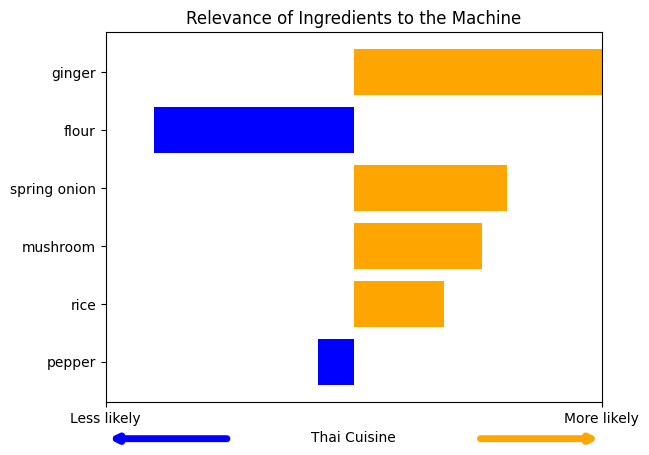 Relevance of Ingredients to the Machine
ginger
flour
spring onion
mushroom
rice
pepper
Less likely
More likely
Thai Cuisine